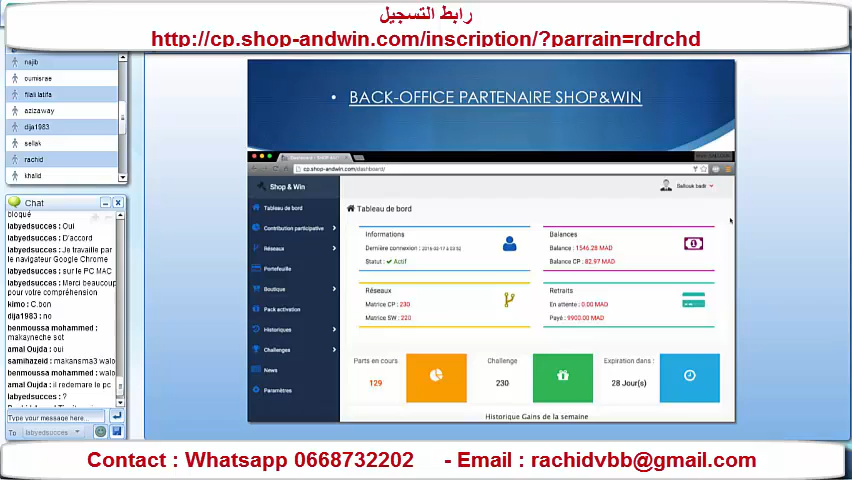 رابط التسجيل
http://cp.shop-andwin.com/inscription/?parrain=rdrchd
najib
oumisrae
filali latifa
azizaway
dija1983
sellak
rachid
khalid
Chat
bloqué
labyedsucces : Oui
labyedsucces : D'accord
labyedsucces : Je travaille par
le navigateur Google Chrome
labyedsucces : sur le PC MAC
labyedsucces : Merci beaucoup
pour votre compréhension
kimo : C.bon
dija1983 : no
benmoussa mohammed :
makayneche sot
amal Oujda : oui
samihazeid : makansma3 walo
benmoussa mohammed : walo
amal Oujda : il redemare le pc
labyedsucces : ?
Type your message here...
To labyedsucces
• BACK-OFFICE PARTENAIRE SHOP&WIN
cp.shop-andwin.com/dashboard/
Shop & Win
Ballouk badr
Tableau de bord
Contribution participative
Réseaux
Portefeuille
Boutique
Pack activation
Historiques
Challenges
News
Paramètres
Tableau de bord
Informations
Dernière connexion : 2016-02-17 à 03:52
Statut : Actif
Balances
Balance : 1546.28 MAD
Balance CP : 82.97 MAD
Réseaux
Matrice CP : 230
Matrice SW : 220
Retraits
En attente : 0.00 MAD
Payé : 9900.00 MAD
Parts en cours
129
Challenge
230
Expiration dans :
28 Jour(s)
Historique Gains de la semaine
Contact : Whatsapp 0668732202 - Email : rachidvbb@gmail.com